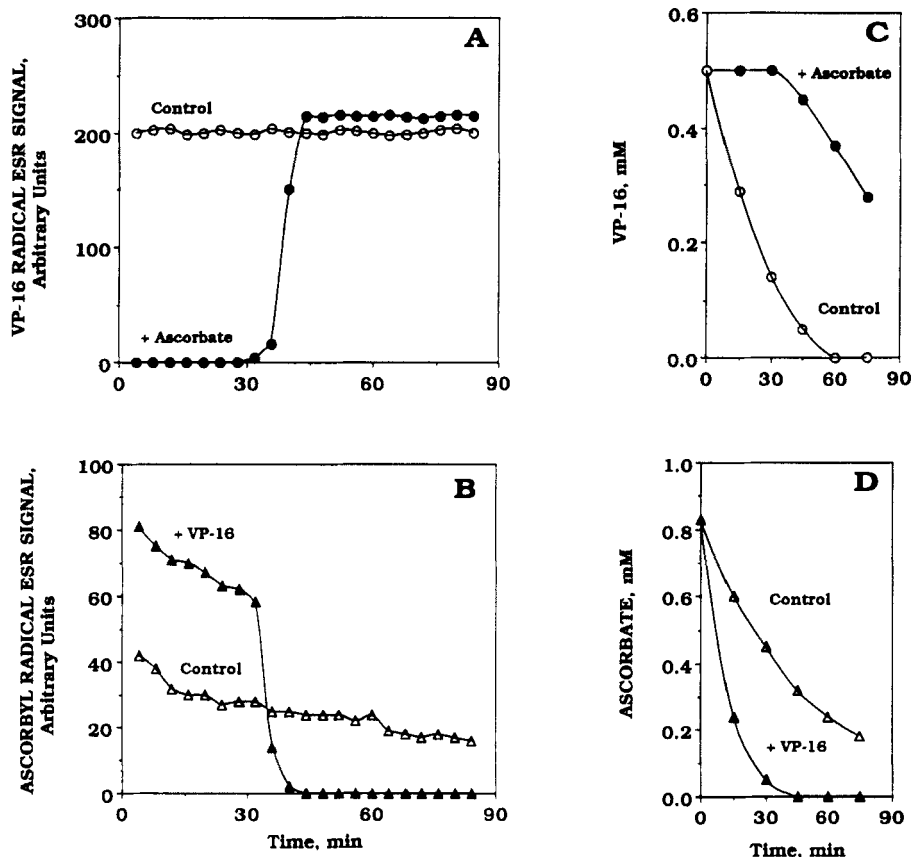 VP-16 RADICAL ESR SIGNAL,
Arbitrary Units
300
200
100
0
A
Control
+ Ascorbate
0 30 60 90
VP-16, mM
0.6
0.4
0.2
0.0
C
+ Ascorbate
Control
0 30 60 90
ASCORBYL RADICAL ESR SIGNAL,
Arbitrary Units
100
80
60
40
20
0
B
+ VP-16
Control
0 30 60 90
Time, min
ASCORBATE, mM
1.0
0.8
0.6
0.4
0.2
0.0
D
Control
+ VP-16
0 30 60 90
Time, min